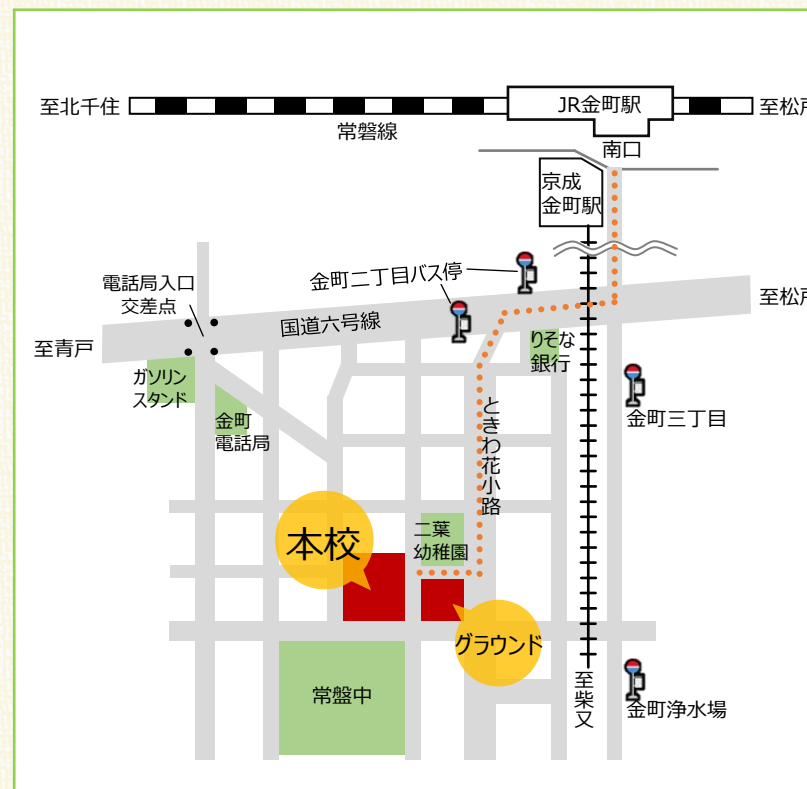 至北千住
JR金町駅
至松戸
常磐線
南口
京成
金町駅
電話局入口
交差点
金町二丁目バス停
至松戸
国道六号線
至青戸
りそな
銀行
ガソリン
スタンド
金町三丁目
金町
電話局
ときわ花小路
本校
二葉
幼稚園
グラウンド
常盤中
至柴又
金町浄水場